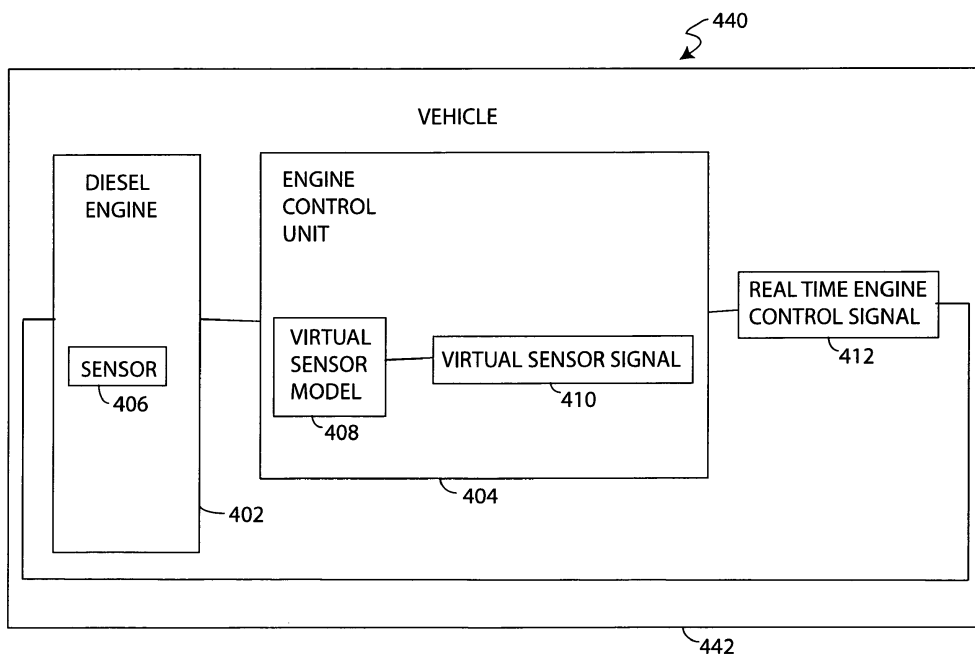 440
VEHICLE
DIESEL
ENGINE
SENSOR
406
402
ENGINE
CONTROL
UNIT
VIRTUAL
SENSOR
MODEL
408
VIRTUAL SENSOR SIGNAL
410
404
REAL TIME ENGINE
CONTROL SIGNAL
412
442